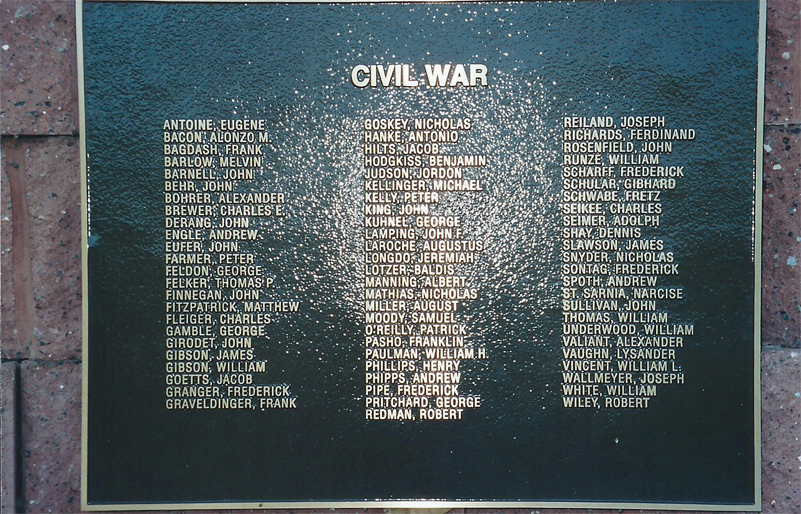 CIVIL WAR
ANTOINE, EUGENE
BACON, ALONZO M.
BAGDASH, FRANK
BARLOW, MELVIN
BARNELL, JOHN
BEHR, JOHN
BOHRER, ALEXANDER
BREWER, CHARLES E.
DERANG, JOHN
ENGLE, ANDREW
EUFER, JOHN
FARMER, PETER
FELDON, GEORGE
FELKER, THOMAS P.
FINNEGAN, JOHN
FITZPATRICK, MATTHEW
FLEIGER, CHARLES
GAMBLE, GEORGE
GIRODET, JOHN
GIBSON, JAMES
GIBSON, WILLIAM
GOETTS, JACOB
GRANGER, FREDERICK
GRAVELDINGER, FRANK
GOSKEY, NICHOLAS
HANKE, ANTONIO
HILTS, JACOB
HODGKISS, BENJAMIN
JUDSON, JORDON
KELLINGER, MICHAEL
KELLY, PETER
KING, JOHN
KUHNEL, GEORGE
LAMPING, JOHN F.
LAROCHE, AUGUSTUS
LONGDO, JEREMIAH
LOTZER, BALDIS
MANNING, ALBERT
MATHIAS, NICHOLAS
MILLER, AUGUST
MOODY, SAMUEL
O'REILLY, PATRICK
PASHO, FRANKLIN
PAULMAN, WILLIAM H.
PHILLIPS, HENRY
PHIPPS, ANDREW
PIPE, FREDERICK
PRITCHARD, GEORGE
REDMAN, ROBERT
REILAND, JOSEPH
RICHARDS, FERDINAND
ROSENFIELD, JOHN
RUNZE, WILLIAM
SCHARFF, FREDERICK
SCHULAR, GIBHARD
SCHWABE, FRETZ
SEIKEE, CHARLES
SEIMER, ADOLPH
SHAY, DENNIS
SLAWSON, JAMES
SNYDER, NICHOLAS
SONTAG, FREDERICK
SPOTH, ANDREW
ST. SARNIA, NARCISE
SULLIVAN, JOHN
THOMAS, WILLIAM
UNDERWOOD, WILLIAM
VALIANT, ALEXANDER
VAUGHN, LYSANDER
VINCENT, WILLIAM L.
WALLMEYER, JOSEPH
WHITE, WILLIAM
WILEY, ROBERT